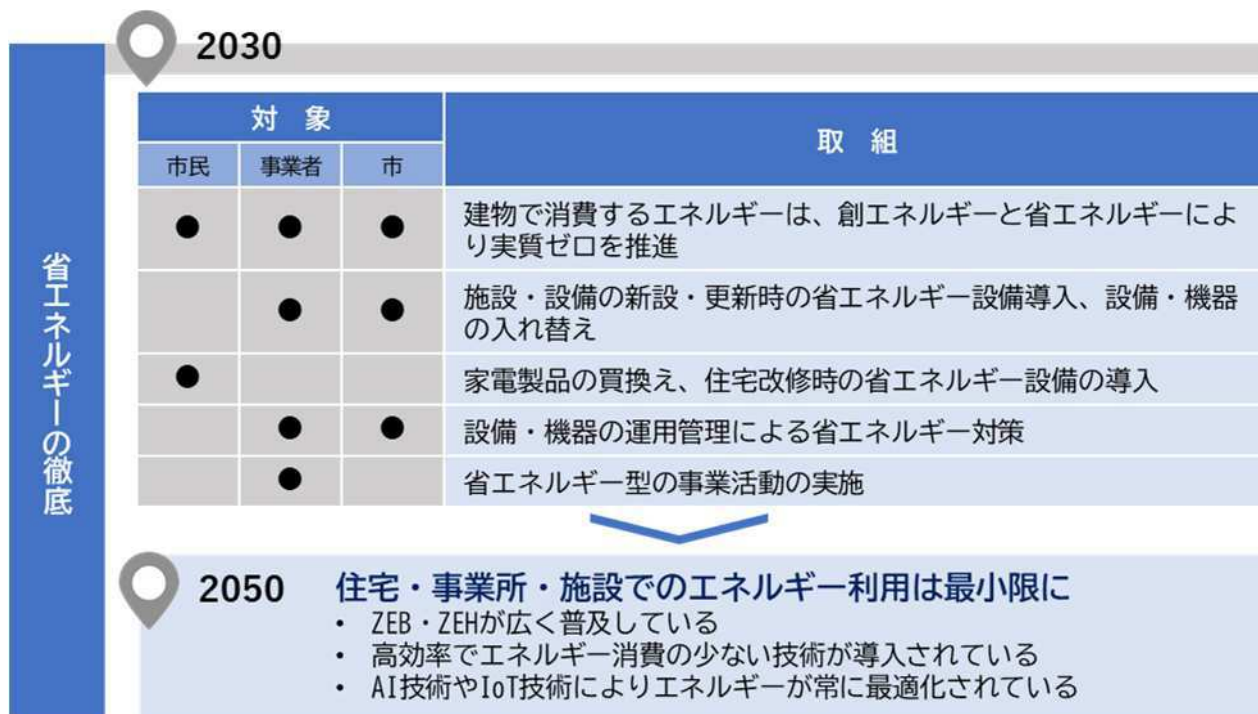 省エネルギーの徹底
2030
対 象
取 組
市民
事業者
市
● ● ● 建物で消費するエネルギーは、創エネルギーと省エネルギーによ
り実質ゼロを推進
● ● 施設・設備の新設・更新時の省エネルギー設備導入、設備・機器
の入れ替え
● 家電製品の買換え、住宅改修時の省エネルギー設備の導入
● ● 設備・機器の運用管理による省エネルギー対策
● 省エネルギー型の事業活動の実施
2050 住宅・事業所・施設でのエネルギー利用は最小限に
・ ZEB・ZEHが広く普及している
・ 高効率でエネルギー消費の少ない技術が導入されている
・ AI技術やIoT技術によりエネルギーが常に最適化されている